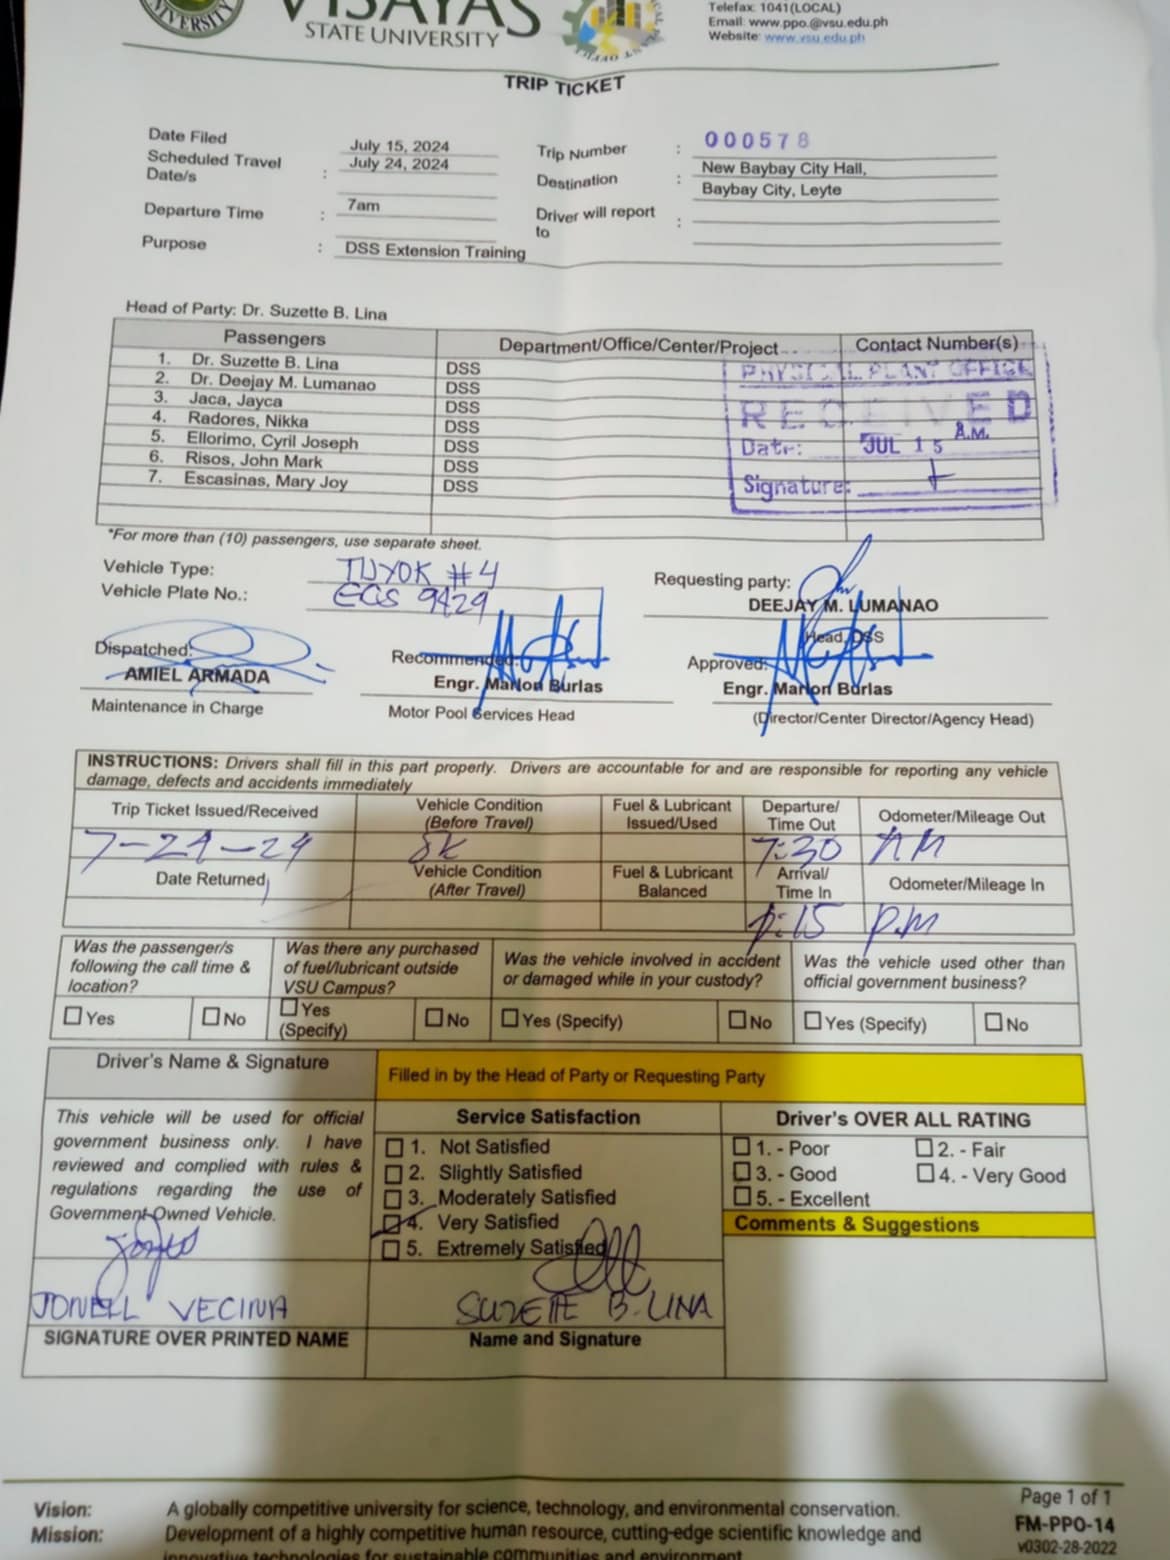 UNIVERSITY
VISAYAS
STATE UNIVERSITY
Telefax: 1041(LOCAL)
Email: www.ppo.@vsu.edu.ph
Website: www.vsu.edu.ph
TRIP TICKET
Date Filed July 15, 2024 Trip Number : 000578
Scheduled Travel Date/s : July 24, 2024 Destination : New Baybay City Hall,
Baybay City, Leyte
Departure Time : 7am Driver will report to :
Purpose : DSS Extension Training
Head of Party: Dr. Suzette B. Lina
Passengers Department/Office/Center/Project Contact Number(s)
1. Dr. Suzette B. Lina DSS
2. Dr. Deejay M. Lumanao DSS
3. Jaca, Jayca DSS
4. Radores, Nikka DSS
5. Ellorimo, Cyril Joseph DSS
6. Risos, John Mark DSS
7. Escasinas, Mary Joy DSS
PHYSICAL PLANT OFFICE
RECEIVED
A.M.
Date: JUL 15
Signature:
*For more than (10) passengers, use separate sheet.
Vehicle Type: TUYOK #4
Vehicle Plate No.: EGS 9429
Requesting party:
DEEJAY M. LUMANAO
Head, DSS
Dispatched: Recommended: Approved:
AMIEL ARMADA Engr. Marlon Burlas Engr. Marlon Burlas
Maintenance in Charge Motor Pool Services Head (Director/Center Director/Agency Head)
INSTRUCTIONS: Drivers shall fill in this part properly. Drivers are accountable for and are responsible for reporting any vehicle
damage, defects and accidents immediately
Trip Ticket Issued/Received Vehicle Condition (Before Travel) Fuel & Lubricant Issued/Used Departure/ Time Out Odometer/Mileage Out
7-24-24 Ok 7:30 AM
Date Returned Vehicle Condition (After Travel) Fuel & Lubricant Balanced Arrival/ Time In Odometer/Mileage In
1:15 P.M
Was the passenger/s following the call time & location? Was there any purchased of fuel/lubricant outside VSU Campus? Was the vehicle involved in accident or damaged while in your custody? Was the vehicle used other than official government business?
Yes No Yes (Specify) No Yes (Specify) No Yes (Specify) No
Driver's Name & Signature Filled in by the Head of Party or Requesting Party
This vehicle will be used for official
government business only. I have
reviewed and complied with rules &
regulations regarding the use of
Government-Owned Vehicle.
Service Satisfaction
1. Not Satisfied
2. Slightly Satisfied
3. Moderately Satisfied
4. Very Satisfied
5. Extremely Satisfied
Driver's OVER ALL RATING
1. - Poor 2. - Fair
3. - Good 4. - Very Good
5. - Excellent
Comments & Suggestions
JONELL VECINA SUZETTE B. LINA
SIGNATURE OVER PRINTED NAME Name and Signature
Page 1 of 1
FM-PPO-14
v0302-28-2022
Vision: A globally competitive university for science, technology, and environmental conservation.
Mission: Development of a highly competitive human resource, cutting-edge scientific knowledge and
innovative technologies for sustainable communities and environment